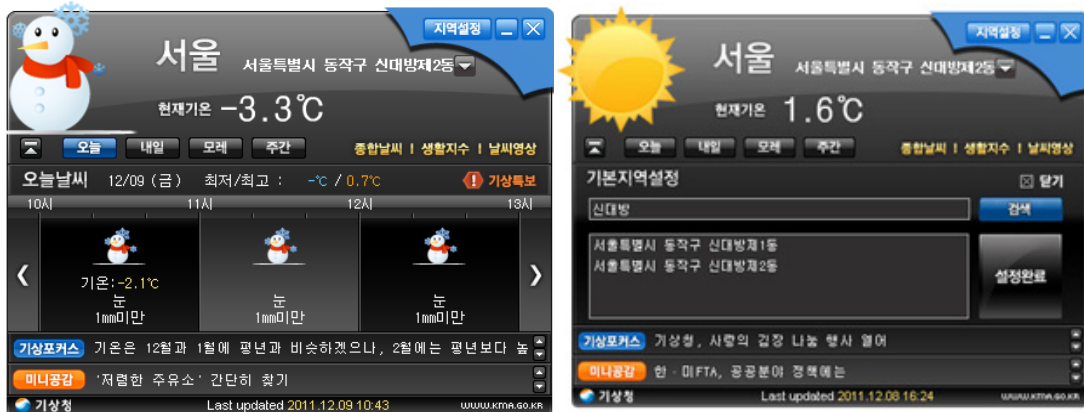 지역설정
서울 서울특별시 동작구 신대방제2동
현재기온 -3.3℃
오늘 내일 모레 주간 종합날씨 | 생활지수 | 날씨영상
오늘날씨 12/09 (금) 최저/최고 : -℃ / 0.7℃ 기상특보
10시 11시 12시 13시
기온:-2.1℃
눈 눈 눈
1mm미만 1mm미만 1mm미만
기상포커스 기온은 12월과 1월에 평년과 비슷하겠으나, 2월에는 평년보다 높
미니공감 '저렴한 주유소' 간단히 찾기
기상청 Last updated 2011.12.09 10:43 www.kma.go.kr
지역설정
서울 서울특별시 동작구 신대방제2동
현재기온 1.6℃
오늘 내일 모레 주간 종합날씨 | 생활지수 | 날씨영상
기본지역설정 닫기
신대방 검색
서울특별시 동작구 신대방제1동
서울특별시 동작구 신대방제2동
설정완료
기상포커스 기상청, 사랑의 김장 나눔 행사 열어
미니공감 한·미FTA, 공공분야 정책에는
기상청 Last updated 2011.12.08 16:24 www.kma.go.kr